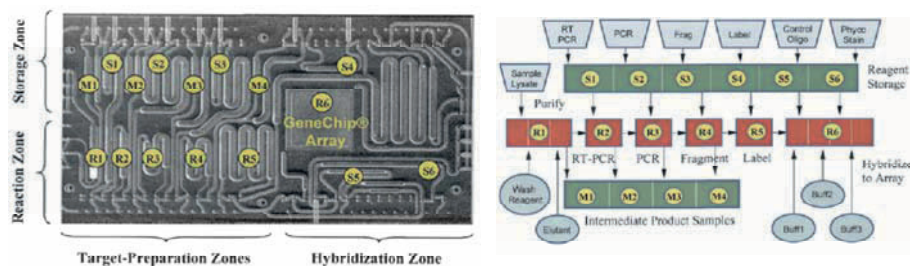 Storage Zone
Reaction Zone
S1 S2 S3 S4
M1 M2 M3 M4
R6
GeneChip®
Array
R1 R2 R3 R4 R5
S5 S6
Target-Preparation Zones
Hybridization Zone
RT PCR
PCR
Frag
Label
Control Oligo
Phyco Stain
Sample Lysate
S1 S2 S3 S4 S5 S6
Reagent Storage
Purify
R1 R2 R3 R4 R5 R6
RT-PCR PCR Fragment Label
Hybridize to Array
Wash Reagent
M1 M2 M3 M4
Buff2
Intermediate Product Samples
Elutant
Buff1
Buff3